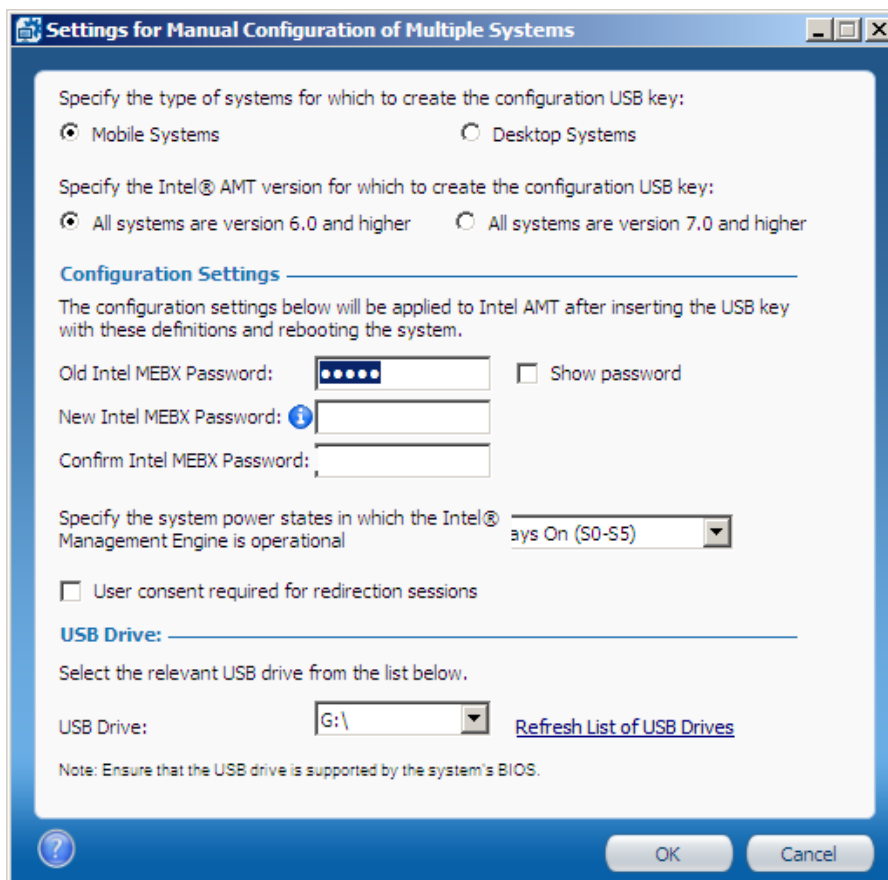 Settings for Manual Configuration of Multiple Systems
Specify the type of systems for which to create the configuration USB key:
Mobile Systems Desktop Systems
Specify the Intel® AMT version for which to create the configuration USB key:
All systems are version 6.0 and higher All systems are version 7.0 and higher
Configuration Settings
The configuration settings below will be applied to Intel AMT after inserting the USB key
with these definitions and rebooting the system.
Old Intel MEBX Password: ●●●●● Show password
New Intel MEBX Password:
Confirm Intel MEBX Password:
Specify the system power states in which the Intel®
Management Engine is operational ays On (S0-S5)
User consent required for redirection sessions
USB Drive:
Select the relevant USB drive from the list below.
USB Drive: G:\ Refresh List of USB Drives
Note: Ensure that the USB drive is supported by the system's BIOS.
? OK Cancel